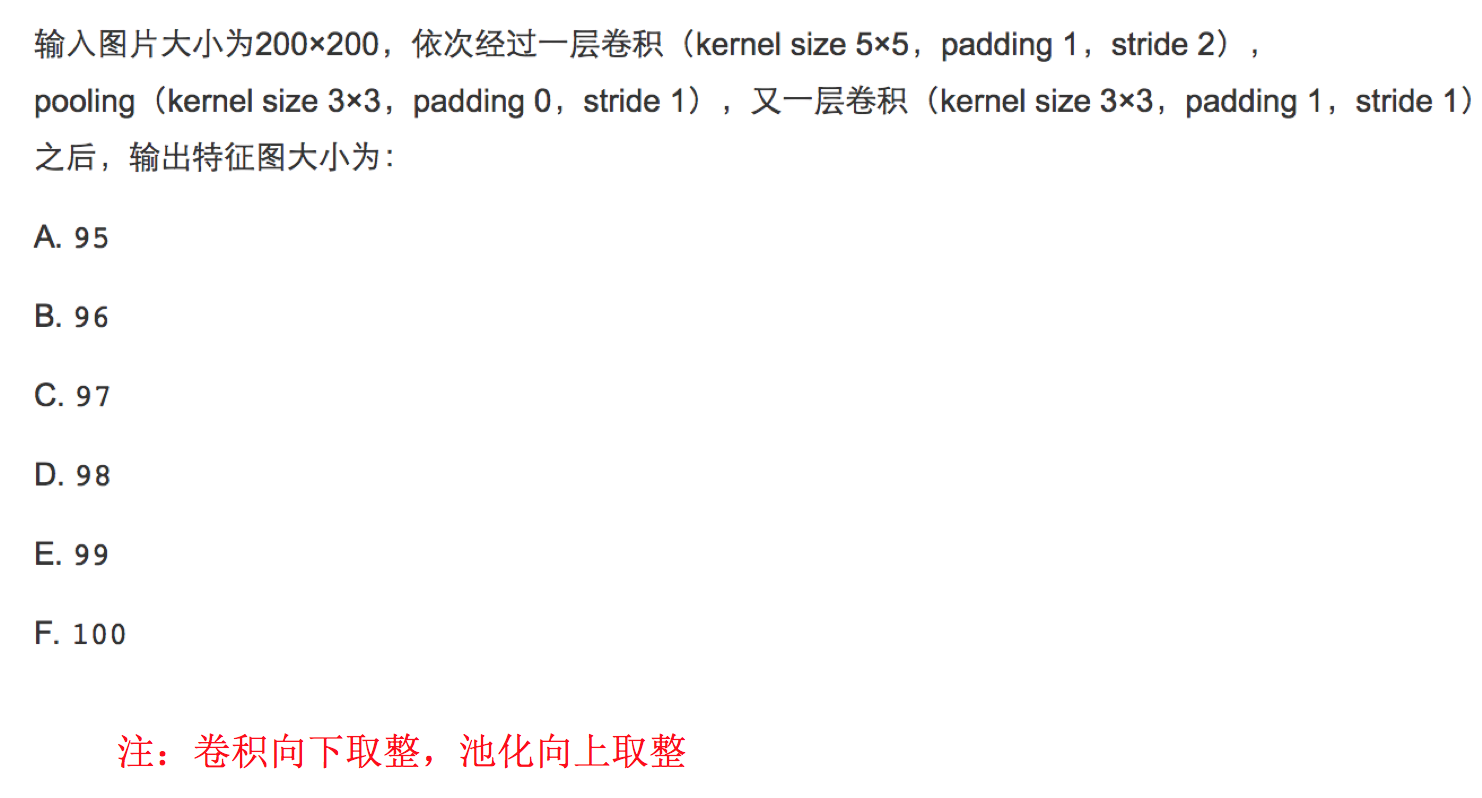 输入图片大小为200×200，依次经过一层卷积（kernel size 5×5，padding 1，stride 2），
pooling（kernel size 3×3，padding 0，stride 1），又一层卷积（kernel size 3×3，padding 1，stride 1）
之后，输出特征图大小为：
A. 95
B. 96
C. 97
D. 98
E. 99
F. 100
注：卷积向下取整，池化向上取整